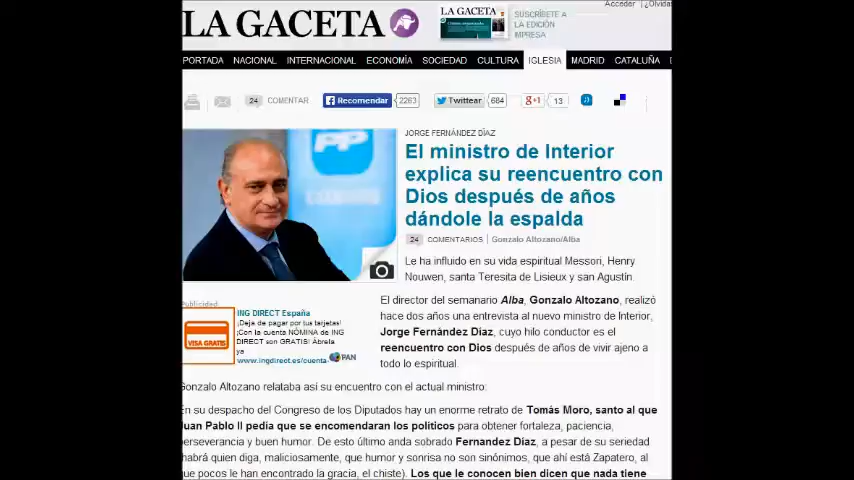 LA GACETA
SUSCRÍBETE A
LA EDICIÓN
IMPRESA
Acceder | ¿Olvida
PORTADA NACIONAL INTERNACIONAL ECONOMÍA SOCIEDAD CULTURA IGLESIA MADRID CATALUÑA
24 COMENTAR Recomendar 2263 Twittear 684 +1 13
JORGE FERNÁNDEZ DÍAZ
El ministro de Interior
explica su reencuentro con
Dios después de años
dándole la espalda
24 COMENTARIOS | Gonzalo Altozano/Alba
Le ha influido en su vida espiritual Messori, Henry
Nouwen, santa Teresita de Lisieux y san Agustín.
PP
Publicidad
ING DIRECT España
¡Deja de pagar por tus tarjetas!
¡Con la cuenta NÓMINA de ING
DIRECT son GRATIS! Ábrela
ya
www.ingdirect.es/cuenta-
VISA GRATIS
PAN
El director del semanario Alba, Gonzalo Altozano, realizó
hace dos años una entrevista al nuevo ministro de Interior,
Jorge Fernández Díaz, cuyo hilo conductor es el
reencuentro con Dios después de años de vivir ajeno a
todo lo espiritual.
Gonzalo Altozano relataba así su encuentro con el actual ministro:
En su despacho del Congreso de los Diputados hay un enorme retrato de Tomás Moro, santo al que
Juan Pablo II pedía que se encomendaran los políticos para obtener fortaleza, paciencia,
perseverancia y buen humor. De esto último anda sobrado Fernandez Díaz, a pesar de su seriedad
(habrá quien diga, maliciosamente, que humor y sonrisa no son sinónimos, que ahí está Zapatero, al
que pocos le han encontrado la gracia, el chiste). Los que le conocen bien dicen que nada tiene